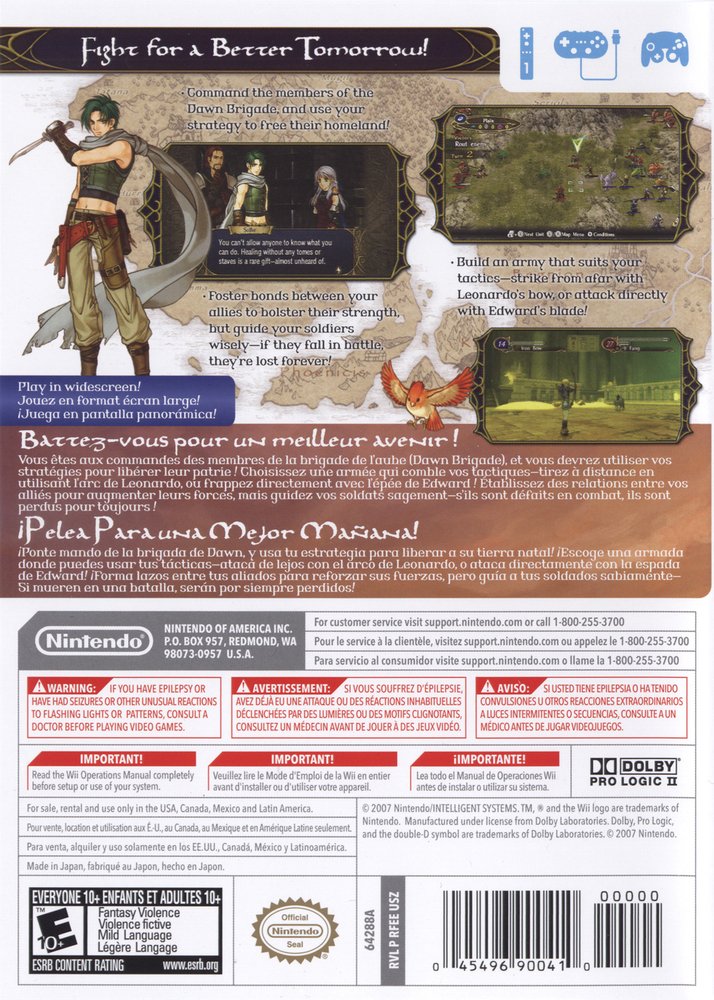 Fight for a Better Tomorrow!
1
· Command the members of the
Dawn Brigade, and use your
strategy to free their homeland!
Plain
Rout enemy
Turn 2
Next Unit
Map Menu
Conditions
Sothe
You can't allow anyone to know what you
can do. Healing without any tomes or
staves is a rare gift—almost unheard of.
· Build an army that suits your
tactics—strike from afar with
Leonardo's bow, or attack directly
with Edward's blade!
· Foster bonds between your
allies to bolster their strength,
but guide your soldiers
wisely—if they fall in battle,
they're lost forever!
14
Iron Bow
27
Fang
Phoenicis
Play in widescreen!
Jouez en format écran large!
¡Juega en pantalla panorámica!
Battez-vous pour un meilleur avenir !
Vous êtes aux commandes des membres de la brigade de l'aube (Dawn Brigade), et vous devrez utiliser vos
stratégies pour libérer leur patrie ! Choisissez une armée qui comble vos tactiques—tirez à distance en
utilisant l'arc de Leonardo, ou frappez directement avec l'épée de Edward ! Établissez des relations entre vos
alliés pour augmenter leurs forces, mais guidez vos soldats sagement—s'ils sont défaits en combat, ils sont
perdus pour toujours !
¡Pelea Para una Mejor Mañana!
¡Ponte mando de la brigada de Dawn, y usa tu estrategia para liberar a su tierra natal! ¡Escoge una armada
donde puedes usar tus tácticas—ataca de lejos con el arco de Leonardo, o ataca directamente con la espada
de Edward! ¡Forma lazos entre tus aliados para reforzar sus fuerzas, pero guía a tus soldados sabiamente—
Si mueren en una batalla, serán por siempre perdidos!
Nintendo
NINTENDO OF AMERICA INC.
P.O. BOX 957, REDMOND, WA
98073-0957 U.S.A.
For customer service visit support.nintendo.com or call 1-800-255-3700
Pour le service à la clientèle, visitez support.nintendo.com ou appelez le 1-800-255-3700
Para servicio al consumidor visite support.nintendo.com o llame la 1-800-255-3700
WARNING: IF YOU HAVE EPILEPSY OR
HAVE HAD SEIZURES OR OTHER UNUSUAL REACTIONS
TO FLASHING LIGHTS OR PATTERNS, CONSULT A
DOCTOR BEFORE PLAYING VIDEO GAMES.
AVERTISSEMENT: SI VOUS SOUFFREZ D'ÉPILEPSIE,
AVEZ DÉJÀ EU UNE ATTAQUE OU DES RÉACTIONS INHABITUELLES
DÉCLENCHÉES PAR DES LUMIÈRES OU DES MOTIFS CLIGNOTANTS,
CONSULTEZ UN MÉDECIN AVANT DE JOUER À DES JEUX VIDÉO.
AVISO: SI USTED TIENE EPILEPSIA O HA TENIDO
CONVULSIONES U OTROS REACCIONES EXTRAORDINARIOS
A LUCES INTERMITENTES O SECUENCIAS, CONSULTE A UN
MÉDICO ANTES DE JUGAR VIDEOJUEGOS.
IMPORTANT!
Read the Wii Operations Manual completely
before setup or use of your system.
IMPORTANT!
Veuillez lire le Mode d'Emploi de la Wii en entier
avant d'installer ou d'utiliser votre appareil.
¡IMPORTANTE!
Lea todo el Manual de Operaciones Wii
antes de instalar o utilizar su sistema.
DOLBY
PRO LOGIC II
For sale, rental and use only in the USA, Canada, Mexico and Latin America.
Pour vente, location et utilisation aux É.-U., au Canada, au Mexique et en Amérique Latine seulement.
Para venta, alquiler y uso solamente en los EE.UU., Canadá, México y Latinoamérica.
Made in Japan, fabriqué au Japon, hecho en Japon.
© 2007 Nintendo/INTELLIGENT SYSTEMS. TM, ® and the Wii logo are trademarks of
Nintendo. Manufactured under license from Dolby Laboratories. Dolby, Pro Logic,
and the double-D symbol are trademarks of Dolby Laboratories. © 2007 Nintendo.
EVERYONE 10+ ENFANTS ET ADULTES 10+
E
10+
Fantasy Violence
Violence fictive
Mild Language
Légère Langage
ESRB CONTENT RATING www.esrb.org
Official
Nintendo
Seal
64288A
RVL P RFEE USZ
00000
0 45496 90041 0